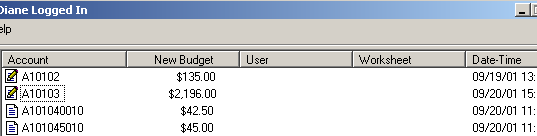 Diane Logged In
elp
Account New Budget User Worksheet Date-Time
A10102 $135.00 09/19/01 13:
A10103 $2,196.00 09/20/01 15:
A101040010 $42.50 09/20/01 11:
A101045010 $45.00 09/20/01 11: